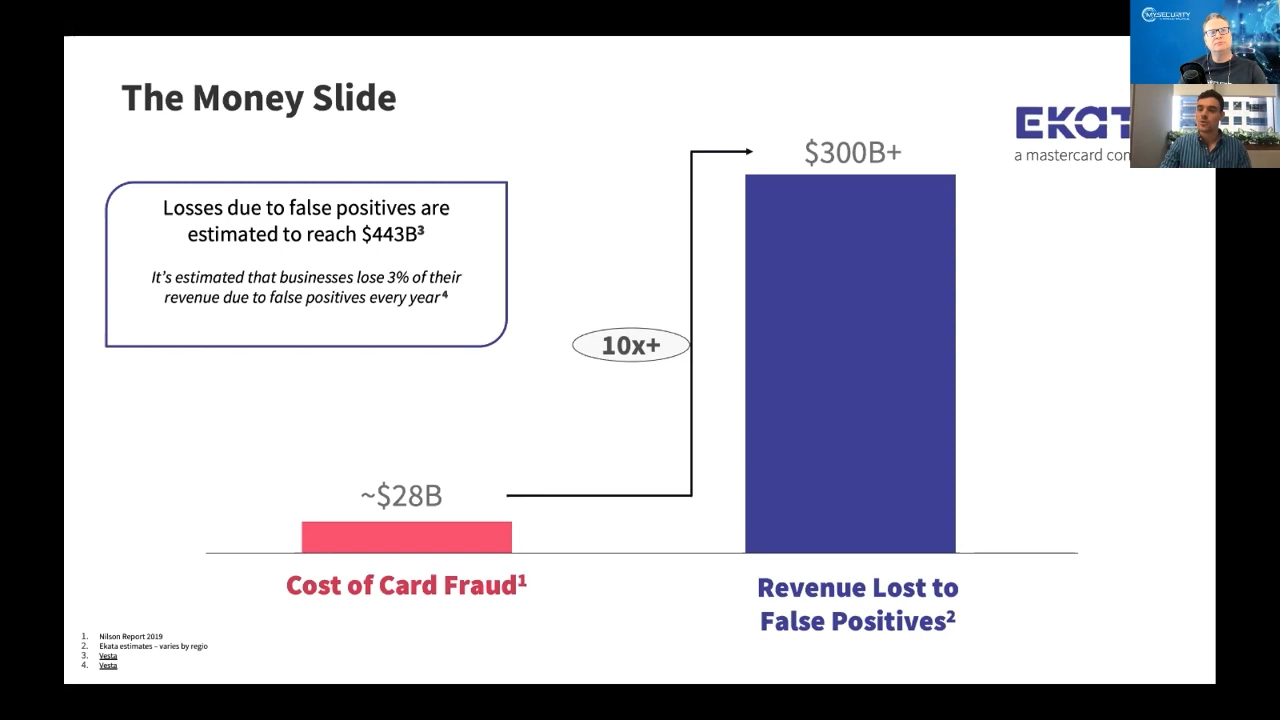 The Money Slide
MYSECURITY
EKAT
a mastercard con
$300B+
Losses due to false positives are
estimated to reach $443B³
It's estimated that businesses lose 3% of their
revenue due to false positives every year⁴
10x+
~$28B
Cost of Card Fraud¹
Revenue Lost to
False Positives²
1. Nilson Report 2019
2. Ekata estimates – varies by regio
3. Vesta
4. Vesta